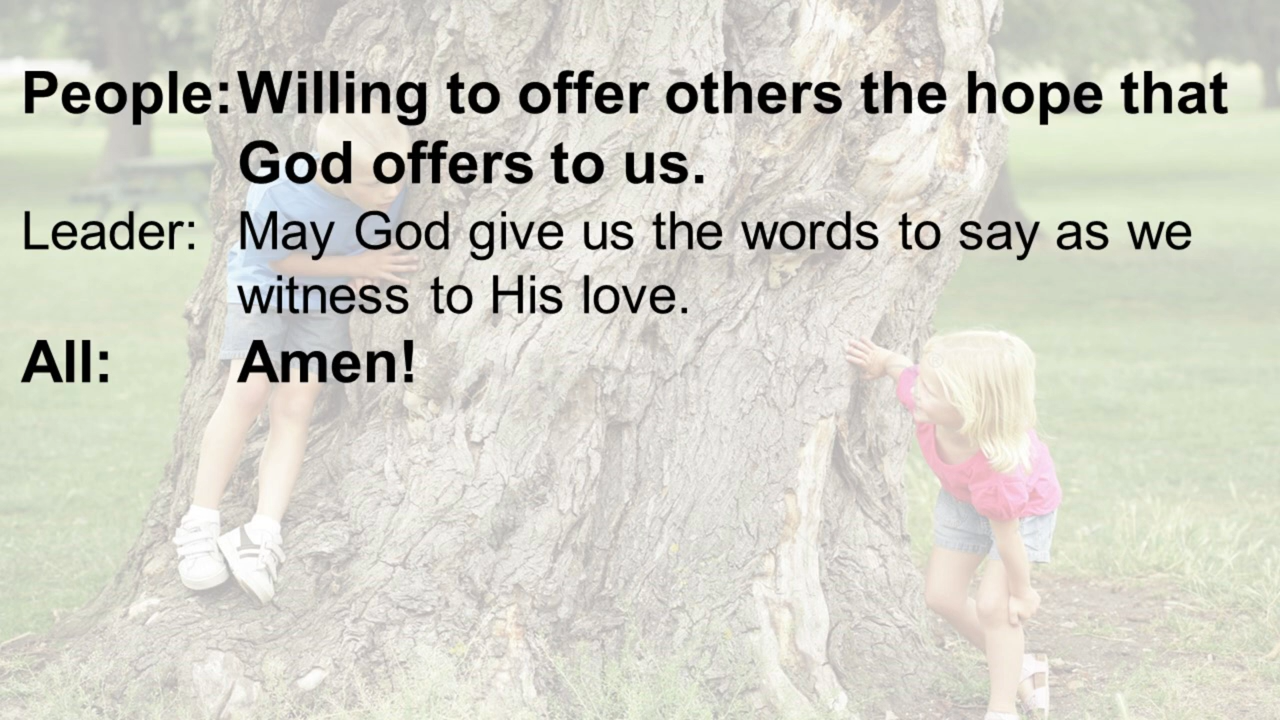 People: Willing to offer others the hope that
God offers to us.
Leader: May God give us the words to say as we
witness to His love.
All: Amen!